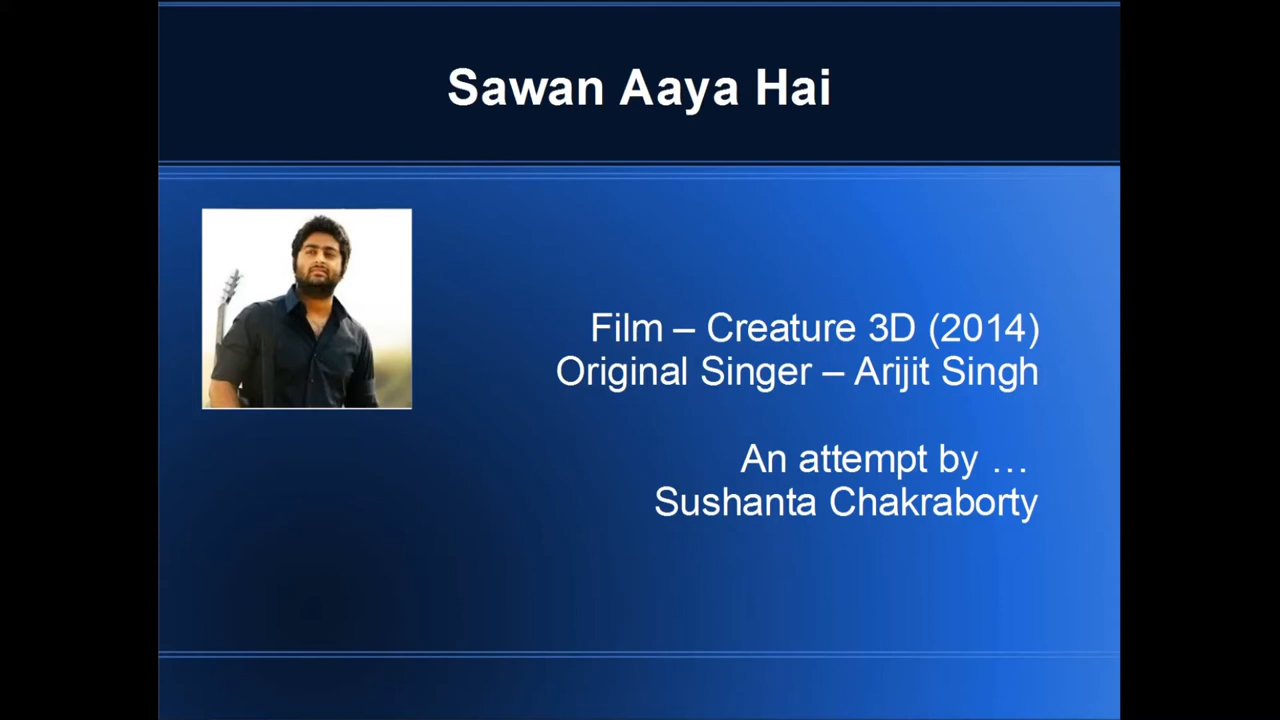 Sawan Aaya Hai
Film – Creature 3D (2014)
Original Singer – Arijit Singh
An attempt by …
Sushanta Chakraborty